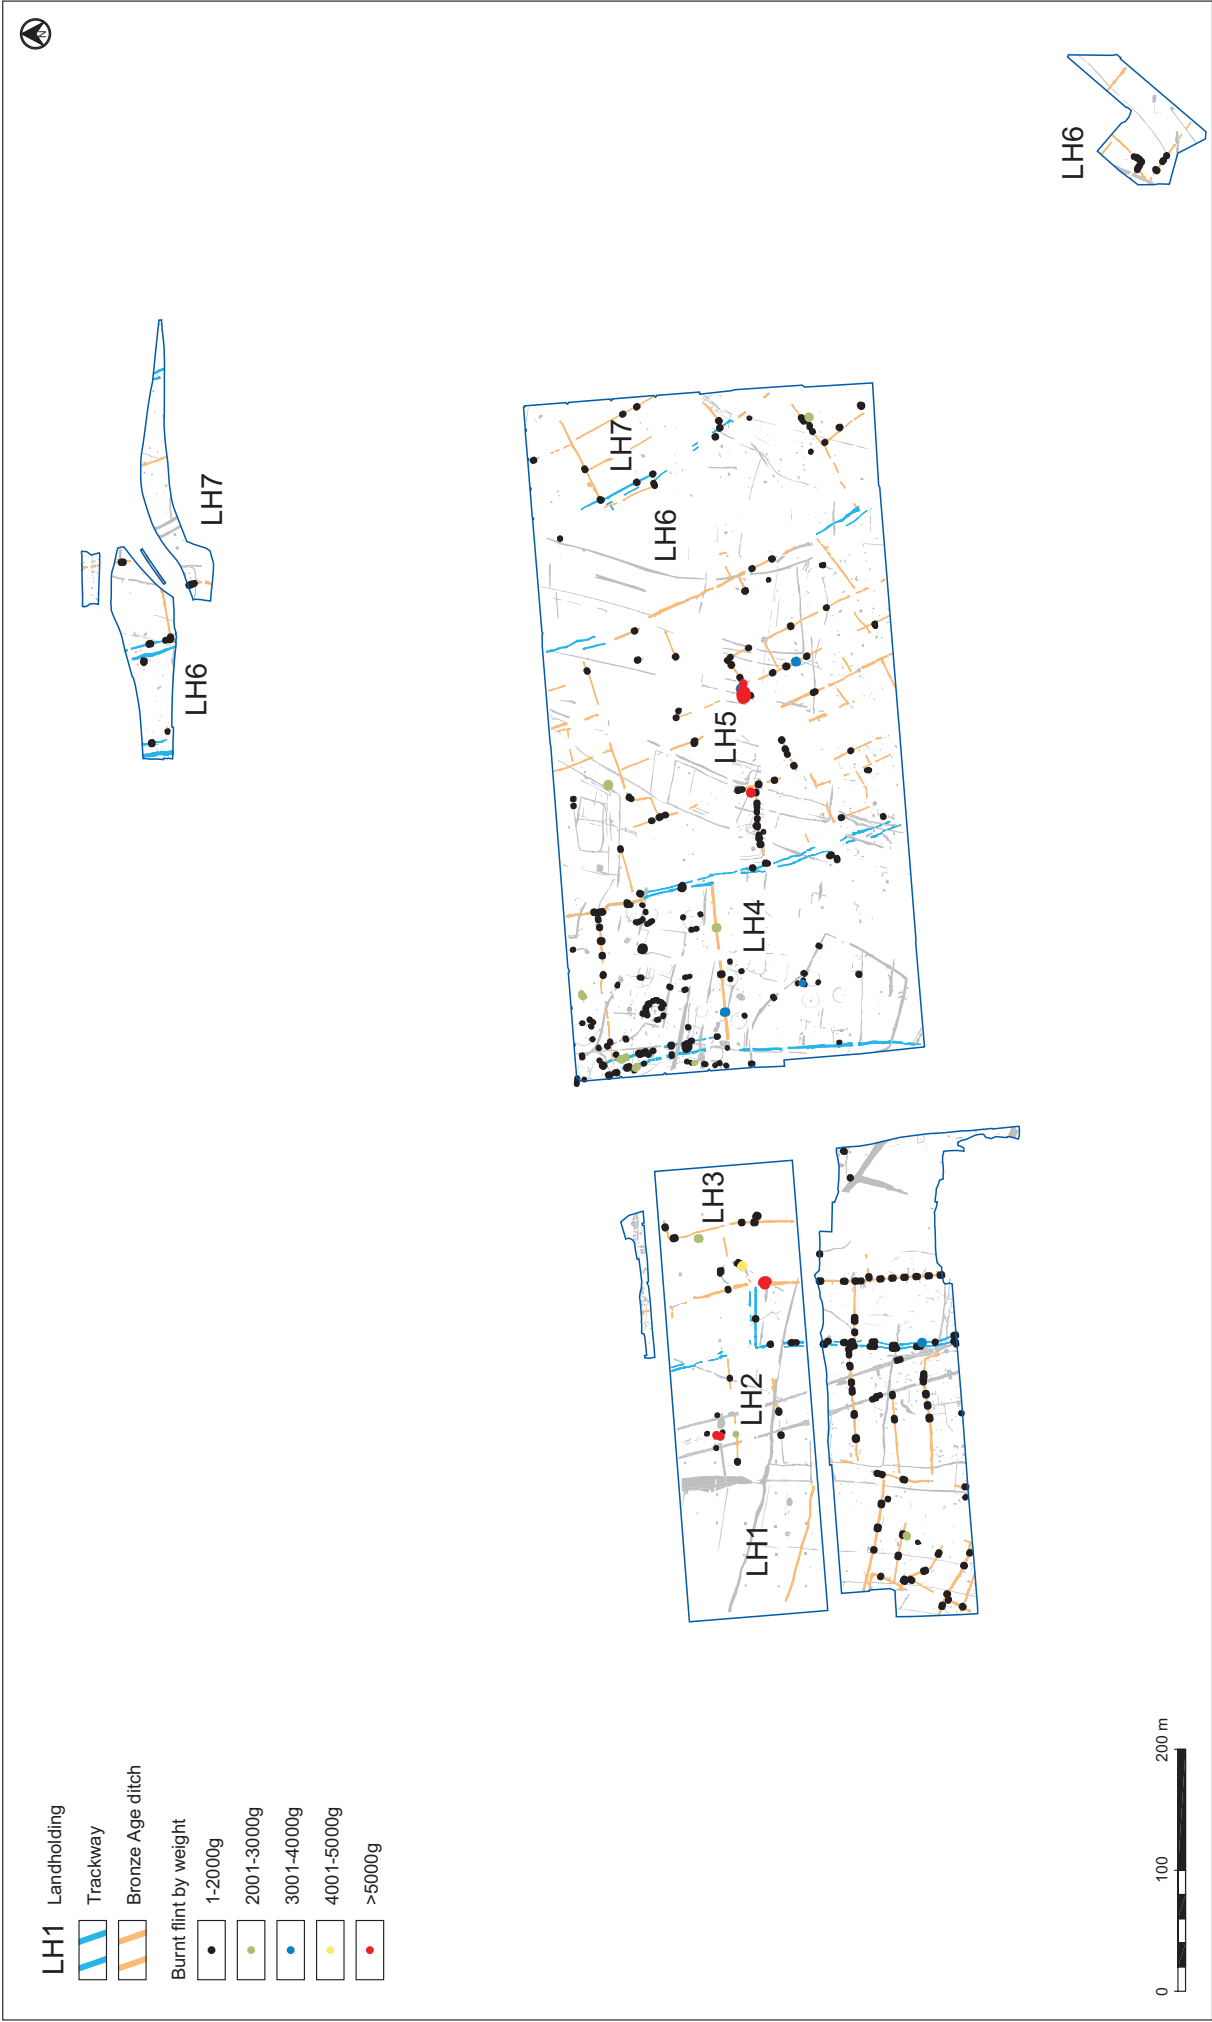 N
LH1 Landholding
Trackway
Bronze Age ditch
Burnt flint by weight
1-2000g
2001-3000g
3001-4000g
4001-5000g
>5000g
LH6
LH7
LH6
LH7
LH6
LH5
LH4
LH3
LH2
LH1
0 100 200 m